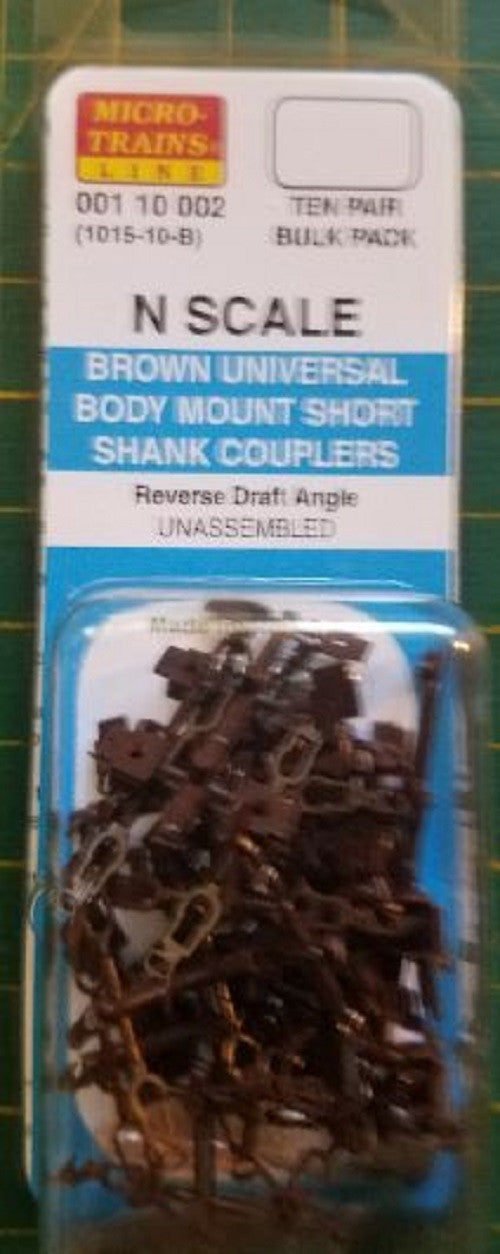 MICRO-
TRAINS®
LINE
001 10 002
(1015-10-B)
TEN PAIR
BULK PACK
N SCALE
BROWN UNIVERSAL
BODY MOUNT SHORT
SHANK COUPLERS
Reverse Draft Angle
UNASSEMBLED
Made